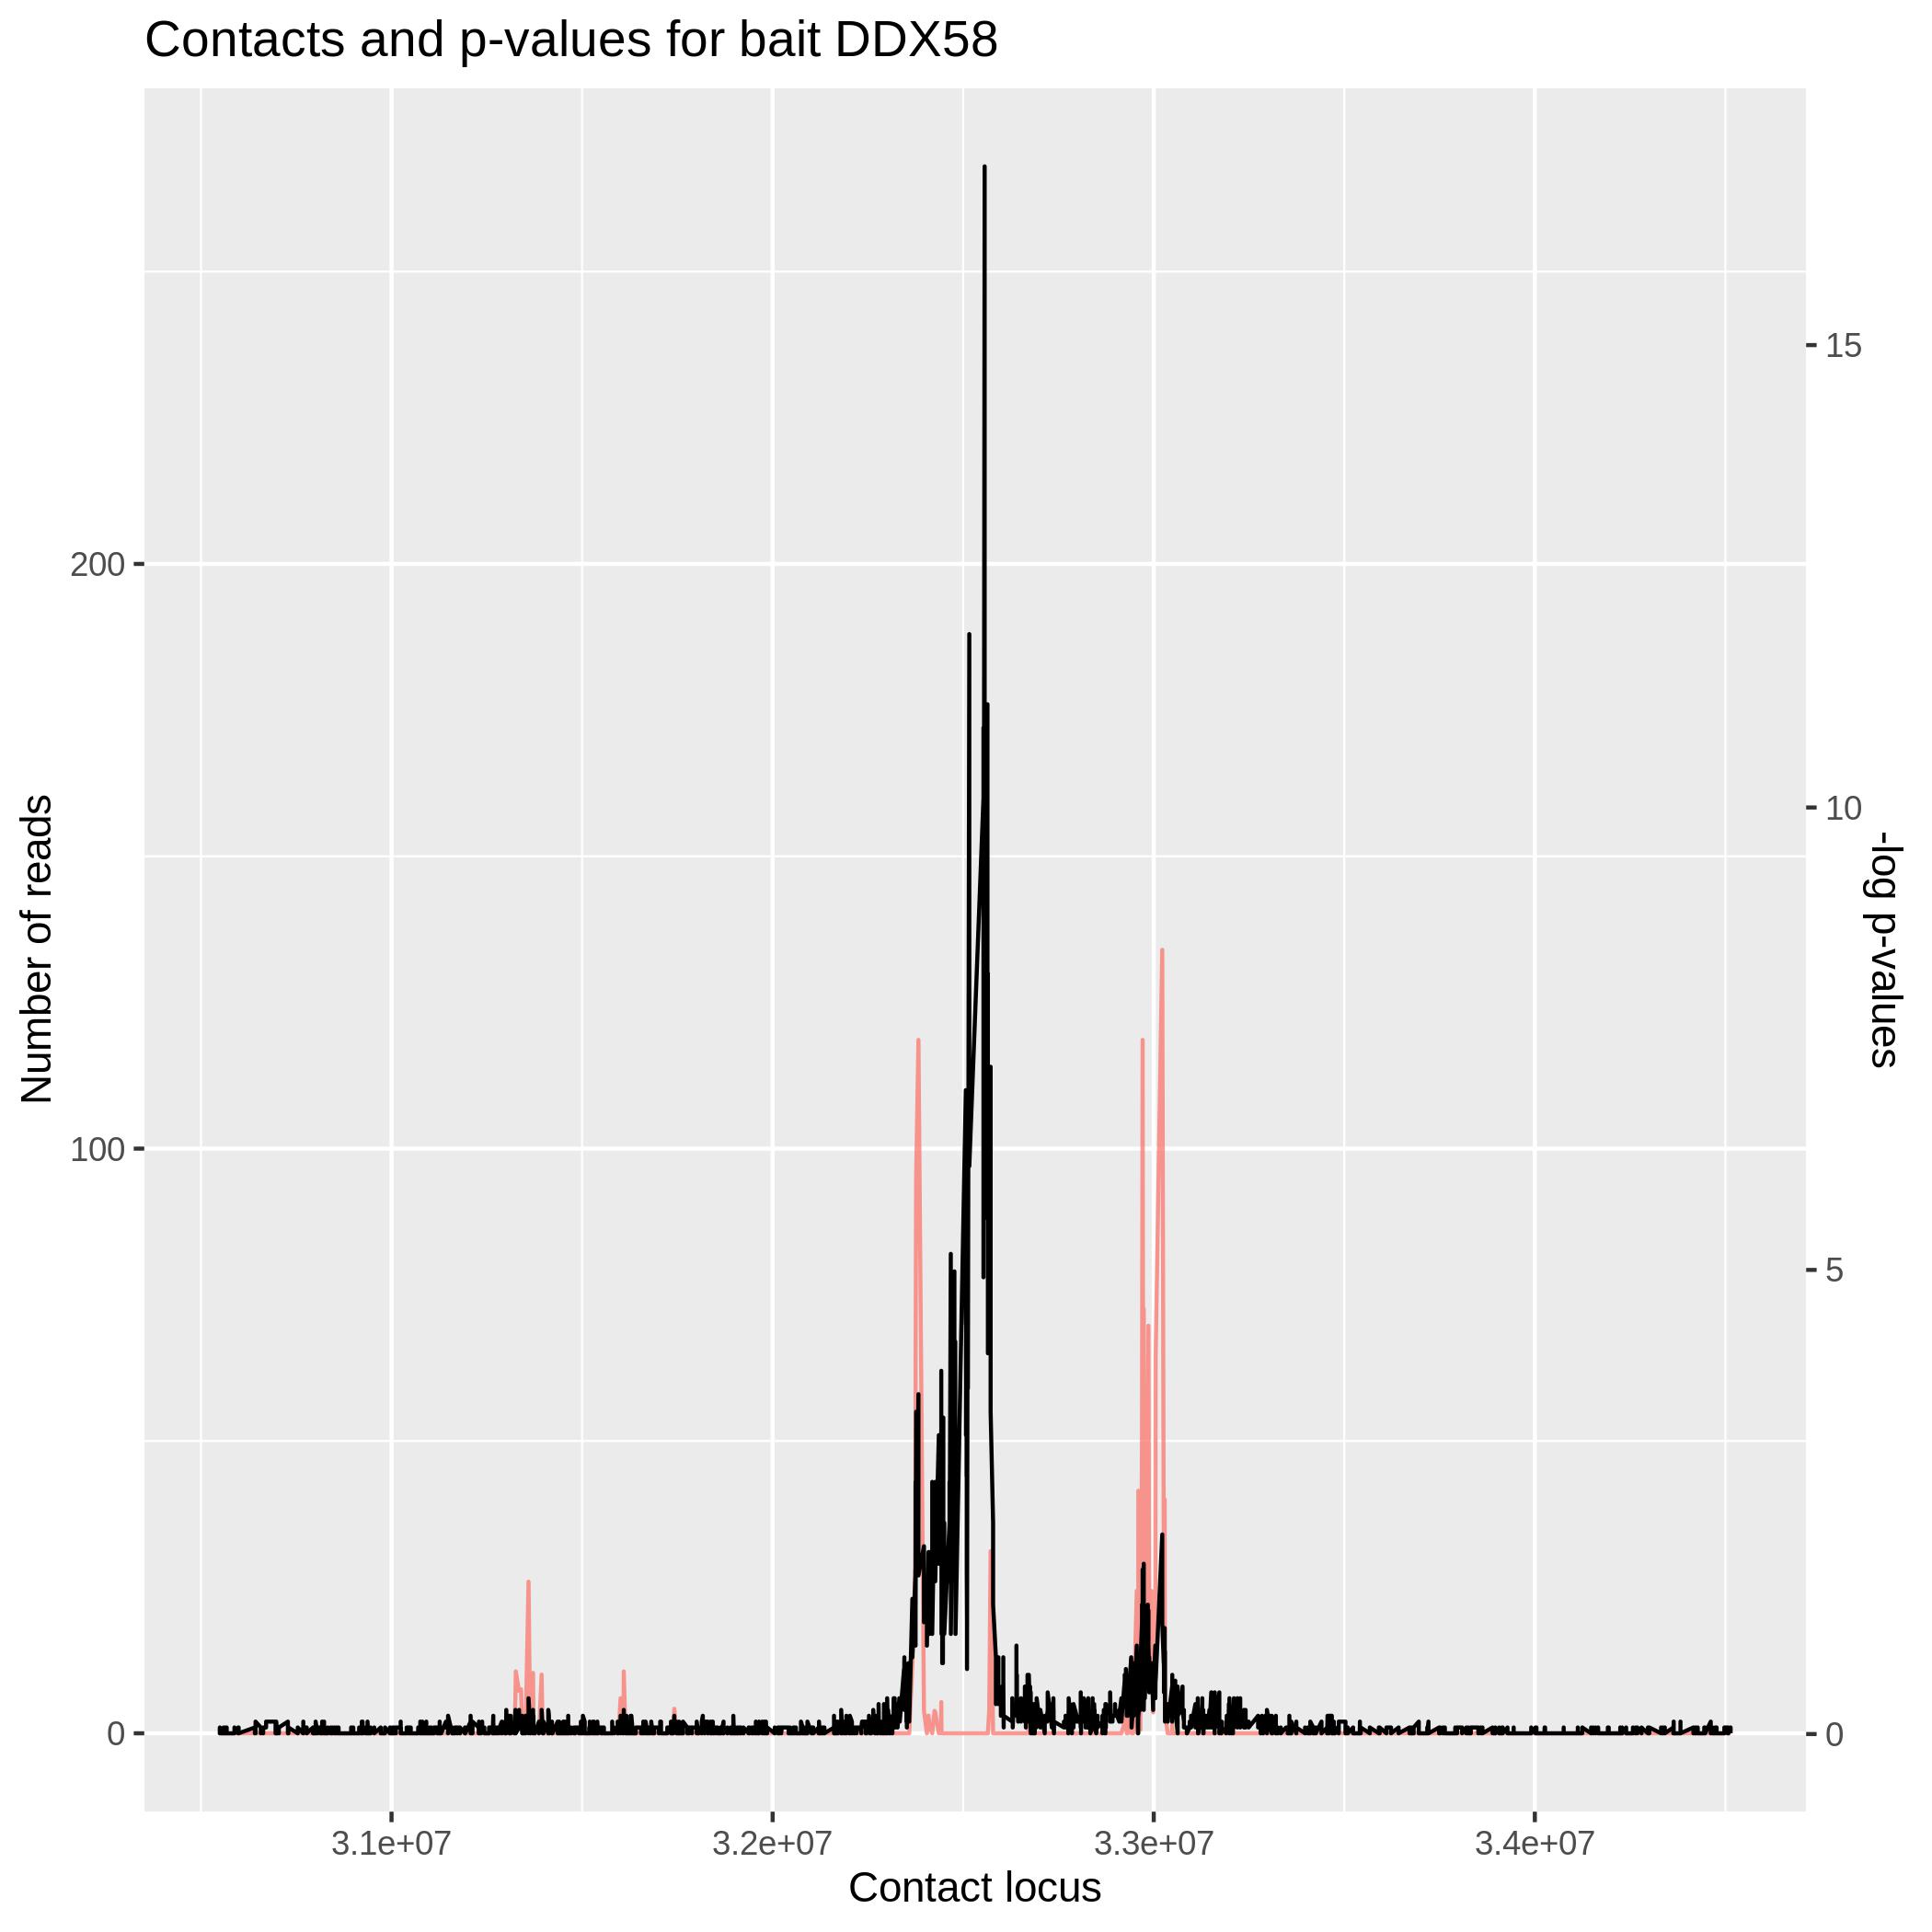 Contacts and p-values for bait DDX58
Number of reads
200
100
0
15
10
5
0
-log p-values
3.1e+07
3.2e+07
3.3e+07
3.4e+07
Contact locus